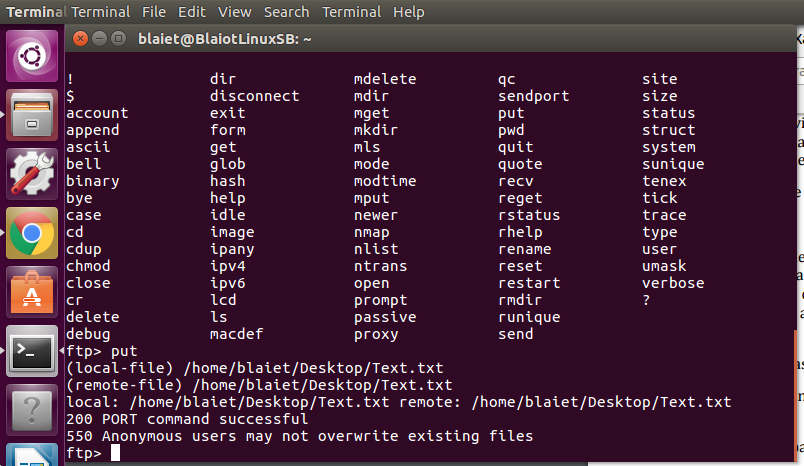 Terminal Terminal File Edit View Search Terminal Help
blaiet@BlaiotLinuxSB: ~
! dir mdelete qc site
$ disconnect mdir sendport size
account exit mget put status
append form mkdir pwd struct
ascii get mls quit system
bell glob mode quote sunique
binary hash modtime recv tenex
bye help mput reget tick
case idle newer rstatus trace
cd image nmap rhelp type
cdup ipany nlist rename user
chmod ipv4 ntrans reset umask
close ipv6 open restart verbose
cr lcd prompt rmdir ?
delete ls passive runique
debug macdef proxy send
ftp> put
(local-file) /home/blaiet/Desktop/Text.txt
(remote-file) /home/blaiet/Desktop/Text.txt
local: /home/blaiet/Desktop/Text.txt remote: /home/blaiet/Desktop/Text.txt
200 PORT command successful
550 Anonymous users may not overwrite existing files
ftp>